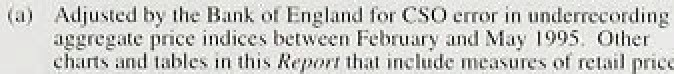 (a) Adjusted by the Bank of England for CSO error in underrecording
aggregate price indices between February and May 1995. Other
charts and tables in this Report that include measures of retail price